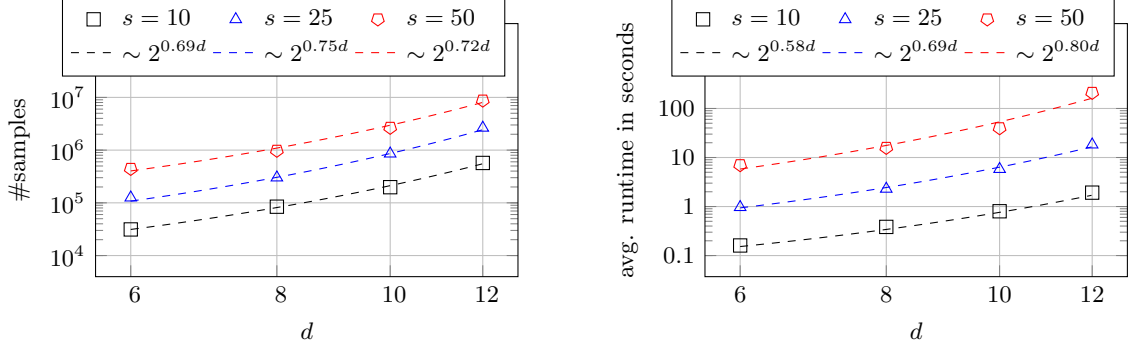 s = 10 s = 25 s = 50
∼ 2^{0.69d} ∼ 2^{0.75d} ∼ 2^{0.72d}
#samples
10^7
10^6
10^5
10^4
6 8 10 12
d
s = 10 s = 25 s = 50
∼ 2^{0.58d} ∼ 2^{0.69d} ∼ 2^{0.80d}
avg. runtime in seconds
100
10
1
0.1
6 8 10 12
d